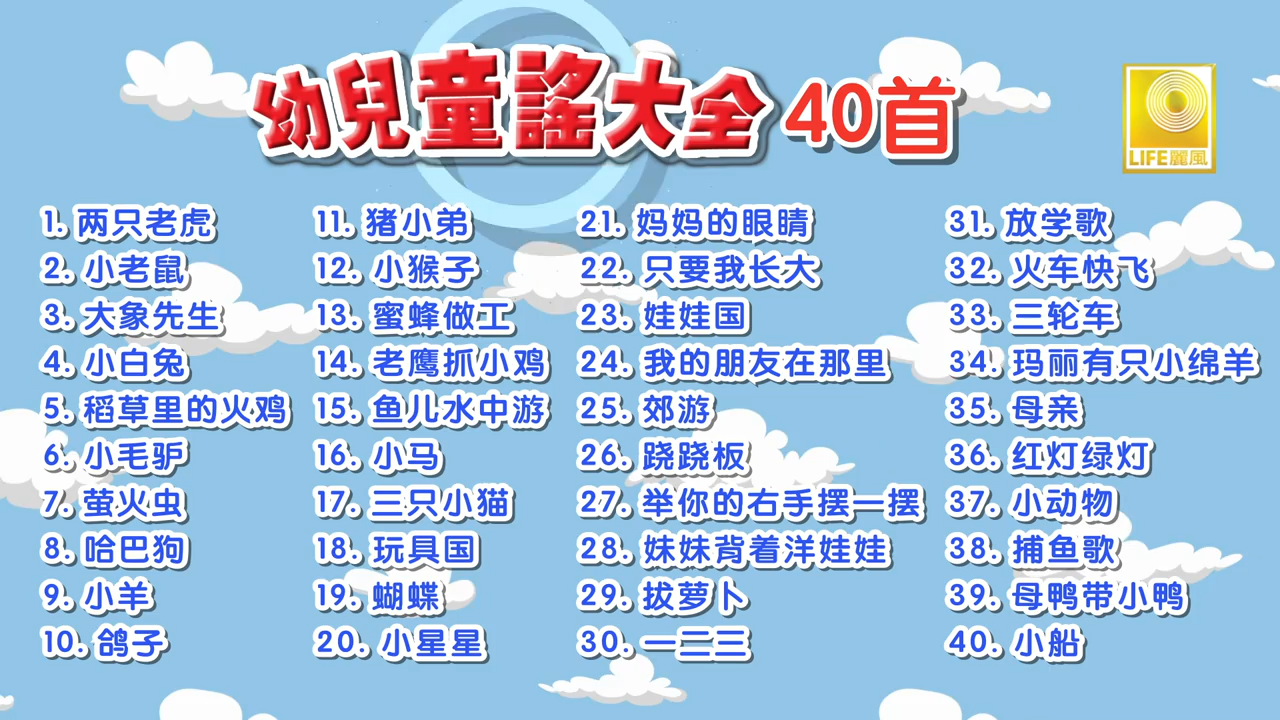 幼兒童謠大全 40首
LIFE麗風
1. 两只老虎
2. 小老鼠
3. 大象先生
4. 小白兔
5. 稻草里的火鸡
6. 小毛驴
7. 萤火虫
8. 哈巴狗
9. 小羊
10. 鸽子
11. 猪小弟
12. 小猴子
13. 蜜蜂做工
14. 老鹰抓小鸡
15. 鱼儿水中游
16. 小马
17. 三只小猫
18. 玩具国
19. 蝴蝶
20. 小星星
21. 妈妈的眼睛
22. 只要我长大
23. 娃娃国
24. 我的朋友在那里
25. 郊游
26. 跷跷板
27. 举你的右手摆一摆
28. 妹妹背着洋娃娃
29. 拔萝卜
30. 一二三
31. 放学歌
32. 火车快飞
33. 三轮车
34. 玛丽有只小绵羊
35. 母亲
36. 红灯绿灯
37. 小动物
38. 捕鱼歌
39. 母鸭带小鸭
40. 小船